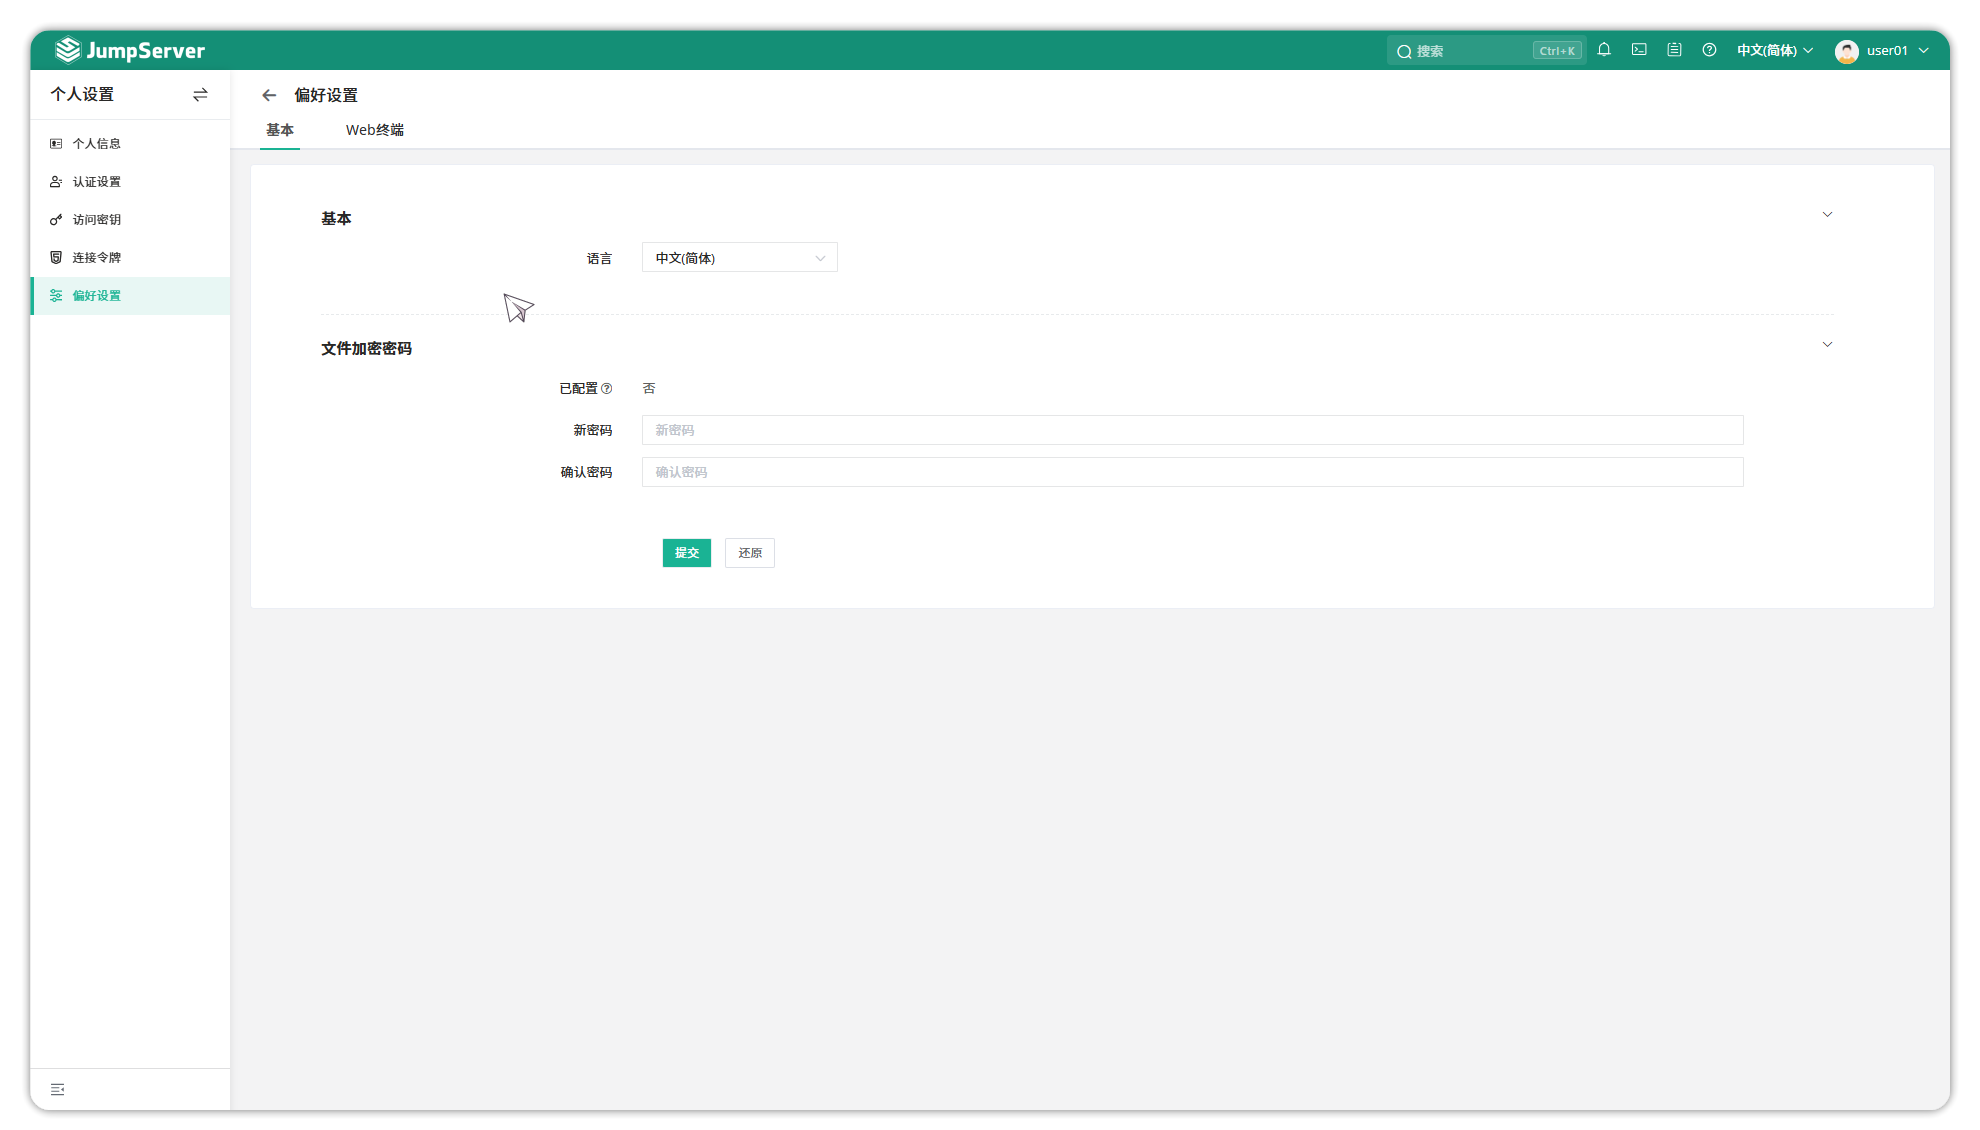 JumpServer
搜索
Ctrl+K
中文(简体)
user01
个人设置
个人信息
认证设置
访问密钥
连接令牌
偏好设置
偏好设置
基本
Web终端
基本
语言
中文(简体)
文件加密密码
已配置
否
新密码
新密码
确认密码
确认密码
提交
还原